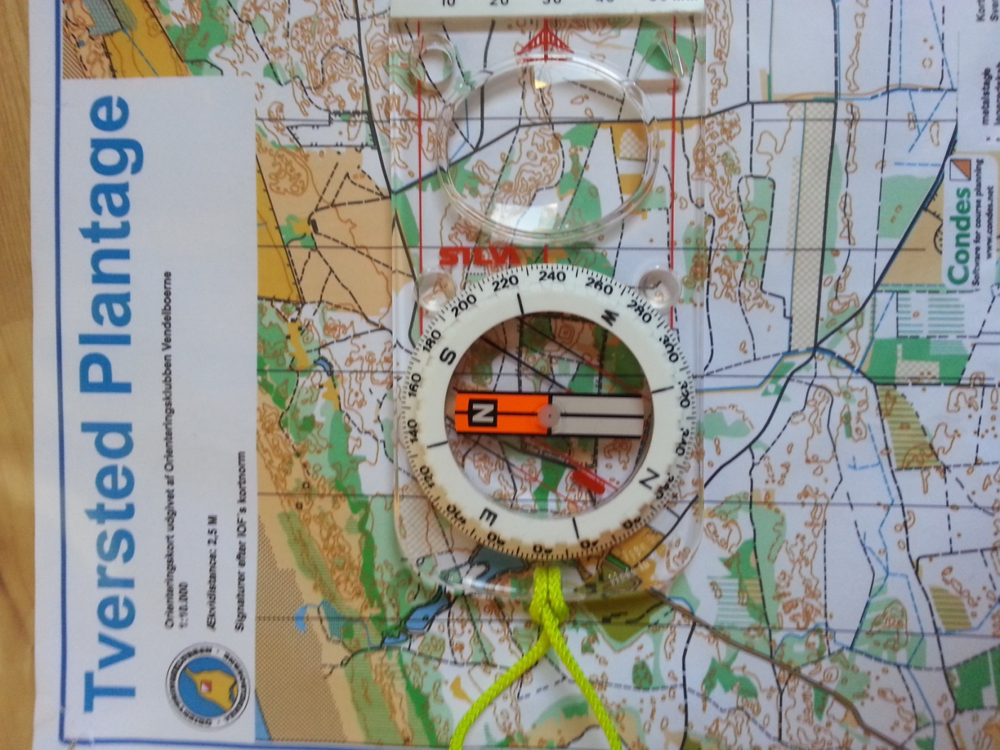 Tversted Plantage
Orienteringskort udgivet af Orienteringsklubben Vendelboerne
1:10.000
Ækvidistance: 2,5 M
Signaturer efter IOF's kortnorm
10 20 30 40
SILVA
200 220 240 260 280 300
180 160 140 120
320 340
S W N E
N
Condes
Software for course planning
www.condes.net